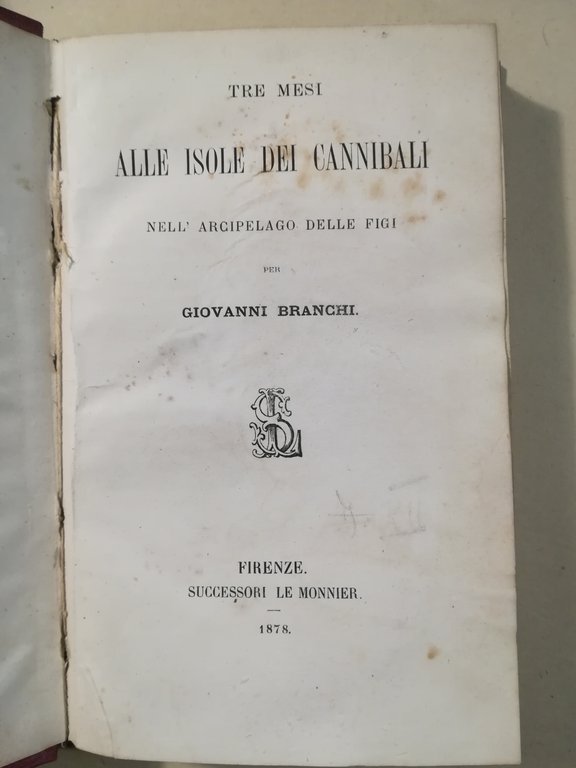 TRE MESI
ALLE ISOLE DEI CANNIBALI
NELL' ARCIPELAGO DELLE FIGI
PER
GIOVANNI BRANCHI.
FIRENZE.
SUCCESSORI LE MONNIER.
1878.